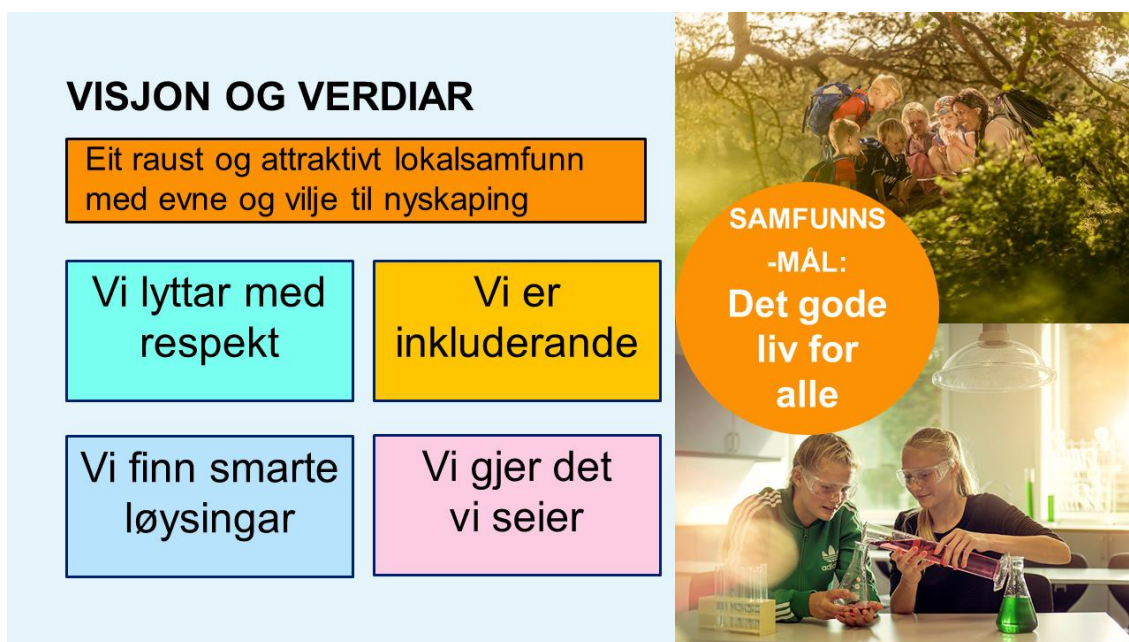 VISJON OG VERDIAR
Eit raust og attraktivt lokalsamfunn
med evne og vilje til nyskaping
Vi lyttar med
respekt
Vi er
inkluderande
Vi finn smarte
løysingar
Vi gjer det
vi seier
SAMFUNNS
-MÅL:
Det gode
liv for
alle
adidas